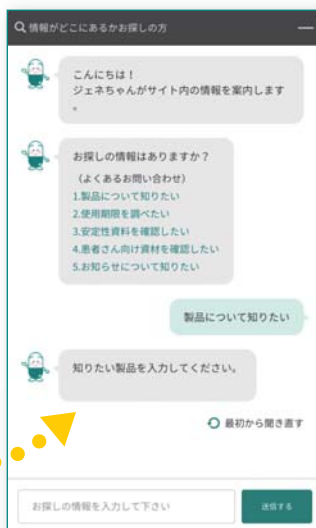 情報がどこにあるかお探しの方
こんにちは！
ジェネちゃんがサイト内の情報を案内します
。
お探しの情報はありますか？
（よくあるお問い合わせ）
1.製品について知りたい
2.使用期限を調べたい
3.安定性資料を確認したい
4.患者さん向け資材を確認したい
5.お知らせについて知りたい
製品について知りたい
知りたい製品を入力してください。
最初から聞き直す
お探しの情報を入力して下さい
送信する